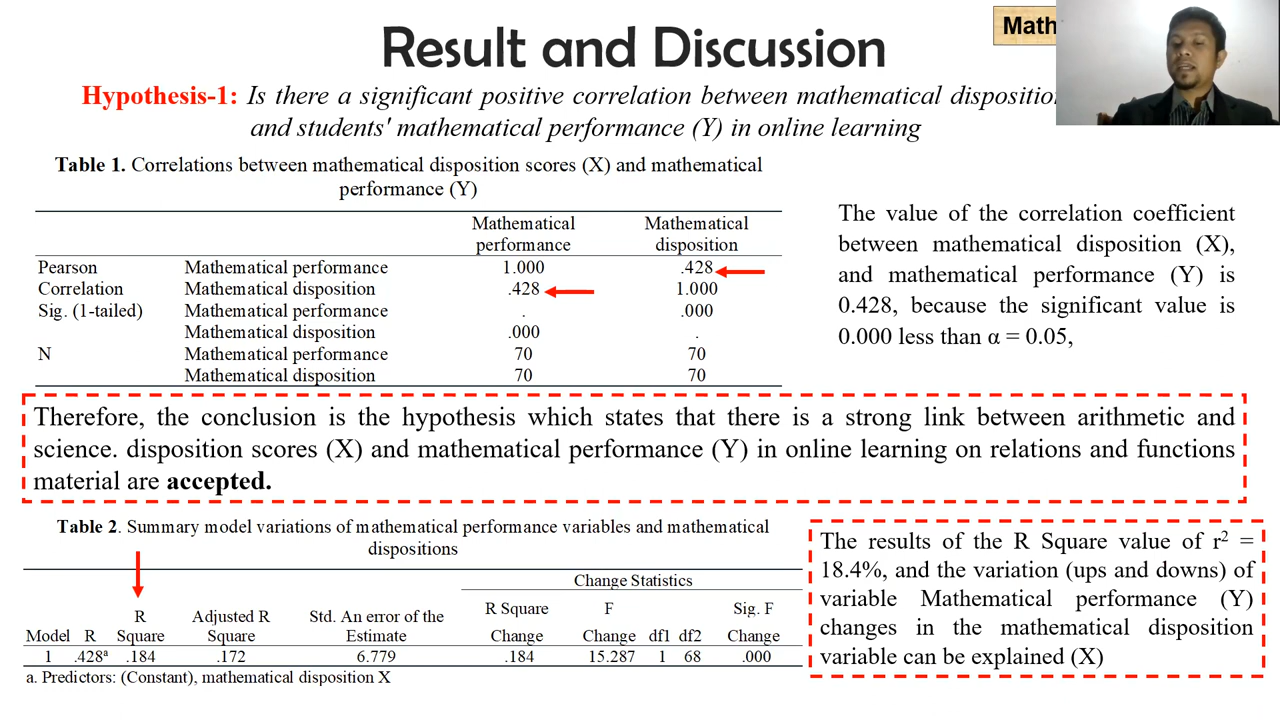 Math
Result and Discussion
Hypothesis-1: Is there a significant positive correlation between mathematical
and students' mathematical performance (Y) in online learning
Table 1. Correlations between mathematical disposition scores (X) and mathematical
performance (Y)
Mathematical Mathematical
performance disposition
Pearson Mathematical performance 1.000 .428
Correlation Mathematical disposition .428 1.000
Sig. (1-tailed) Mathematical performance . .000
Mathematical disposition .000 .
N Mathematical performance 70 70
Mathematical disposition 70 70
The value of the correlation coefficient
between mathematical disposition (X),
and mathematical performance (Y) is
0.428, because the significant value is
0.000 less than α = 0.05,
Therefore, the conclusion is the hypothesis which states that there is a strong link between arithmetic and
science. disposition scores (X) and mathematical performance (Y) in online learning on relations and functions
material are accepted.
Table 2. Summary model variations of mathematical performance variables and mathematical
dispositions
Change Statistics
R Adjusted R Std. An error of the R Square F Sig. F
Model R Square Square Estimate Change Change df1 df2 Change
1 .428ᵃ .184 .172 6.779 .184 15.287 1 68 .000
a. Predictors: (Constant), mathematical disposition X
The results of the R Square value of r² =
18.4%, and the variation (ups and downs) of
variable Mathematical performance (Y)
changes in the mathematical disposition
variable can be explained (X)